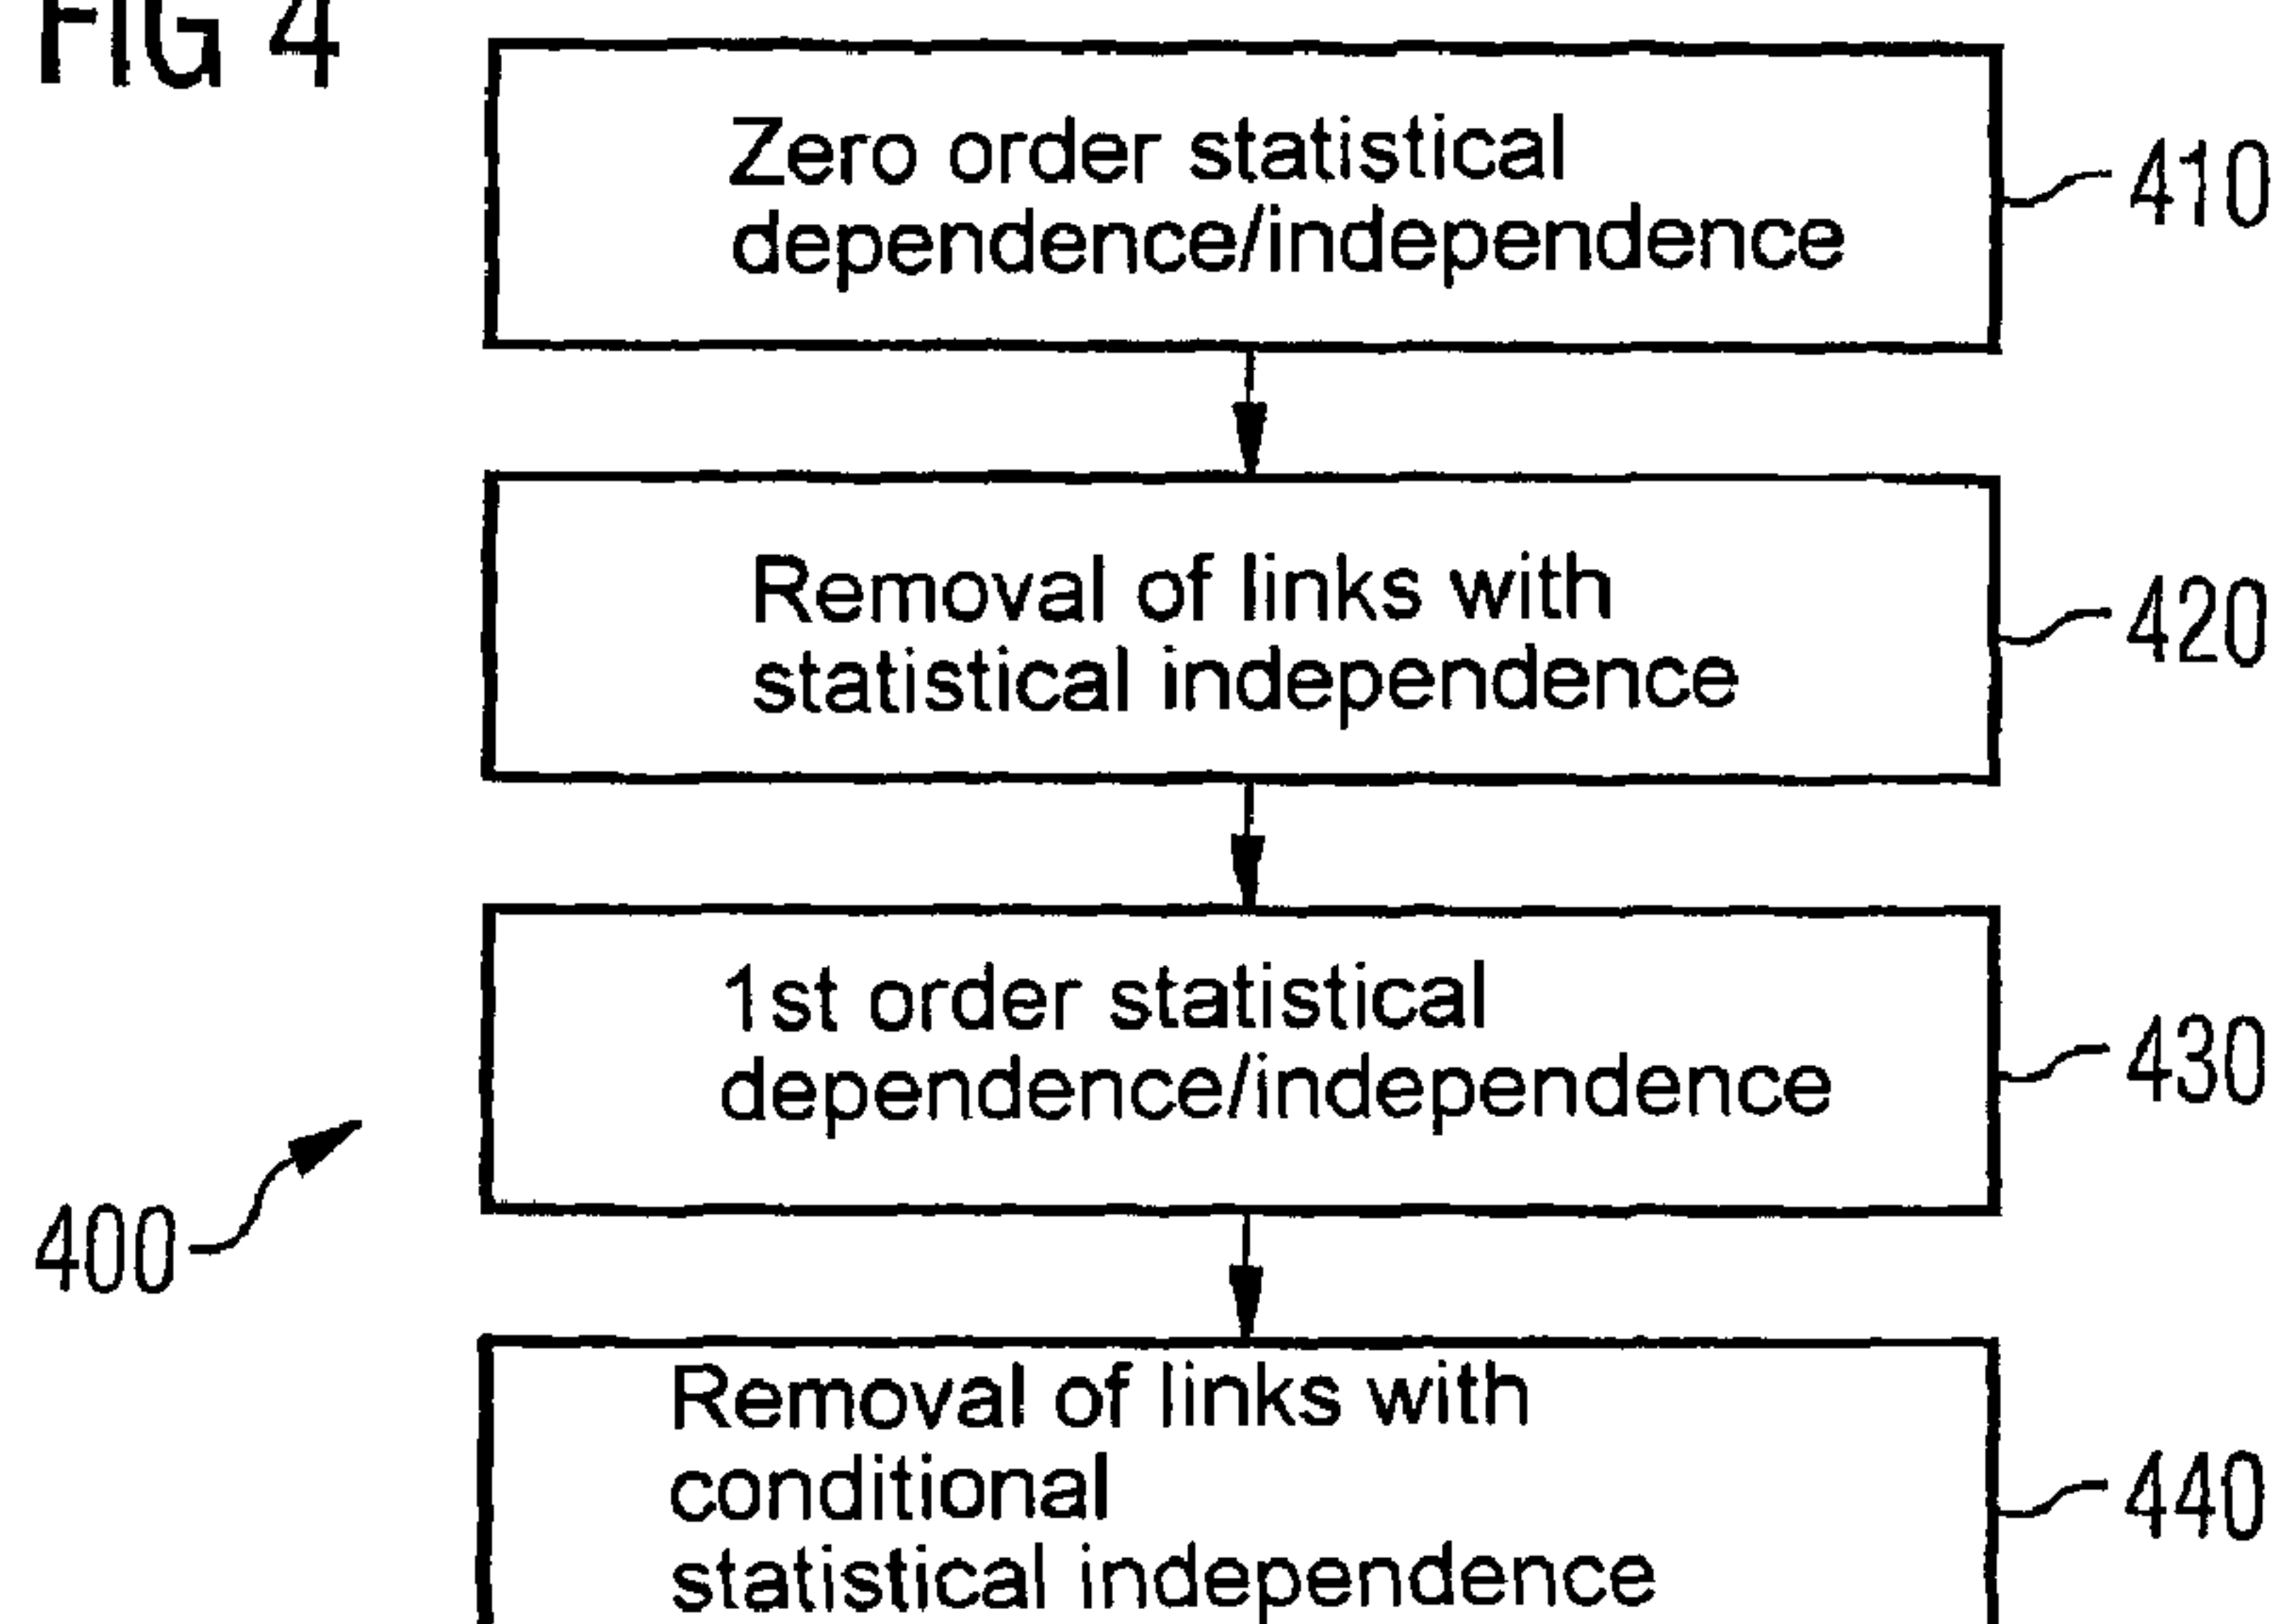 FIG 4
Zero order statistical
dependence/independence
410
Removal of links with
statistical independence
420
1st order statistical
dependence/independence
430
400
Removal of links with
conditional
statistical independence
440